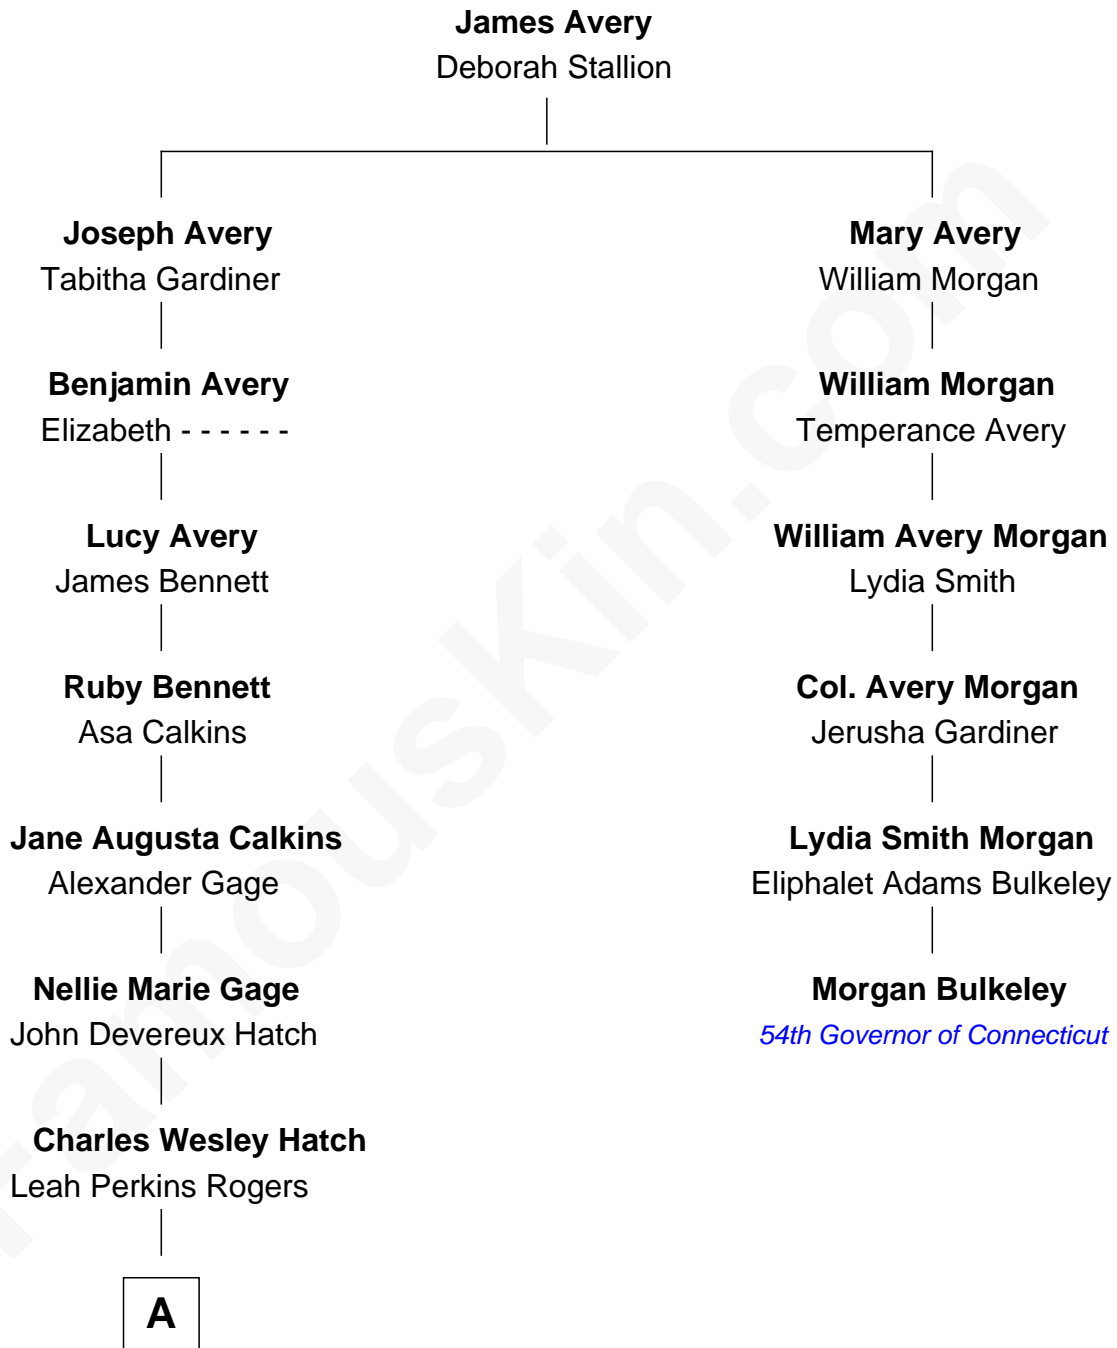 James Avery
Deborah Stallion
Joseph Avery
Tabitha Gardiner
Benjamin Avery
Elizabeth - - - - - -
Lucy Avery
James Bennett
Ruby Bennett
Asa Calkins
Jane Augusta Calkins
Alexander Gage
Nellie Marie Gage
John Devereux Hatch
Charles Wesley Hatch
Leah Perkins Rogers
A
Mary Avery
William Morgan
William Morgan
Temperance Avery
William Avery Morgan
Lydia Smith
Col. Avery Morgan
Jerusha Gardiner
Lydia Smith Morgan
Eliphalet Adams Bulkeley
Morgan Bulkeley
54th Governor of Connecticut
FamousKin.com